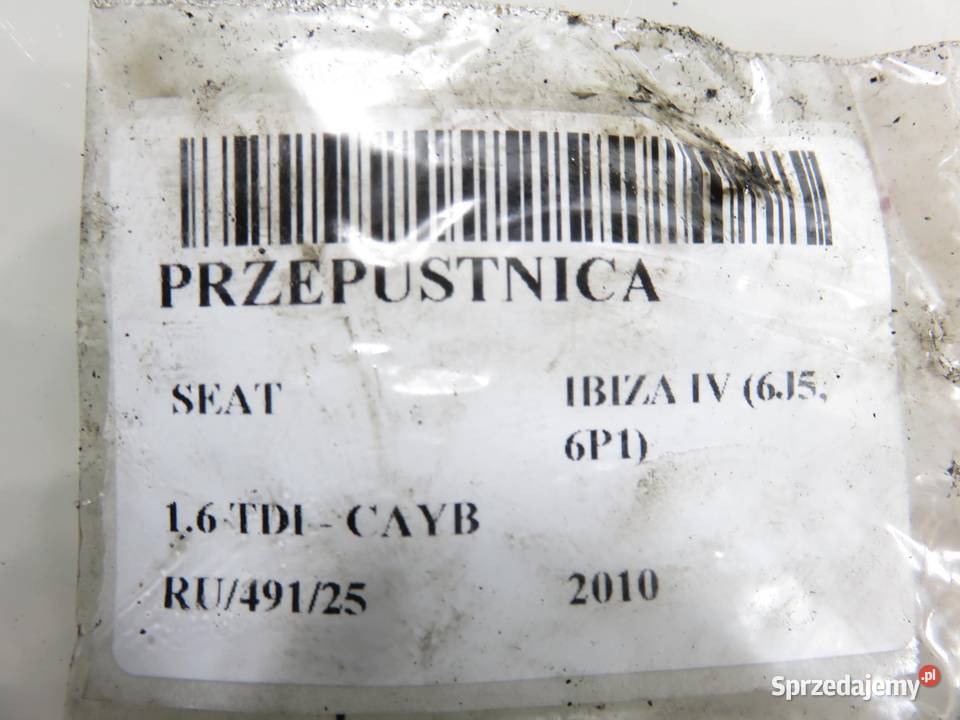 PRZEPUSTNICA
SEAT IBIZA IV (6J5,
6P1)
1.6 TDI - CAYB
RU/491/25 2010
Sprzedajemy.pl